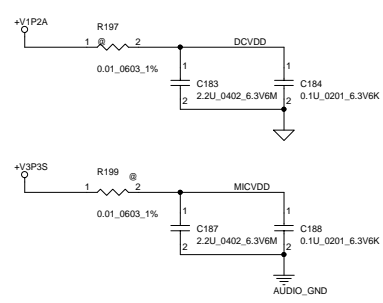 +V1P2A
R197
1 @ 2
DCVDD
0.01_0603_1%
1
C183
2.2U_0402_6.3V6M
2
1
C184
0.1U_0201_6.3V6K
2
+V3P3S
R199
@
1 2
MICVDD
0.01_0603_1%
1
C187
2.2U_0402_6.3V6M
2
1
C188
0.1U_0201_6.3V6K
2
AUDIO_GND